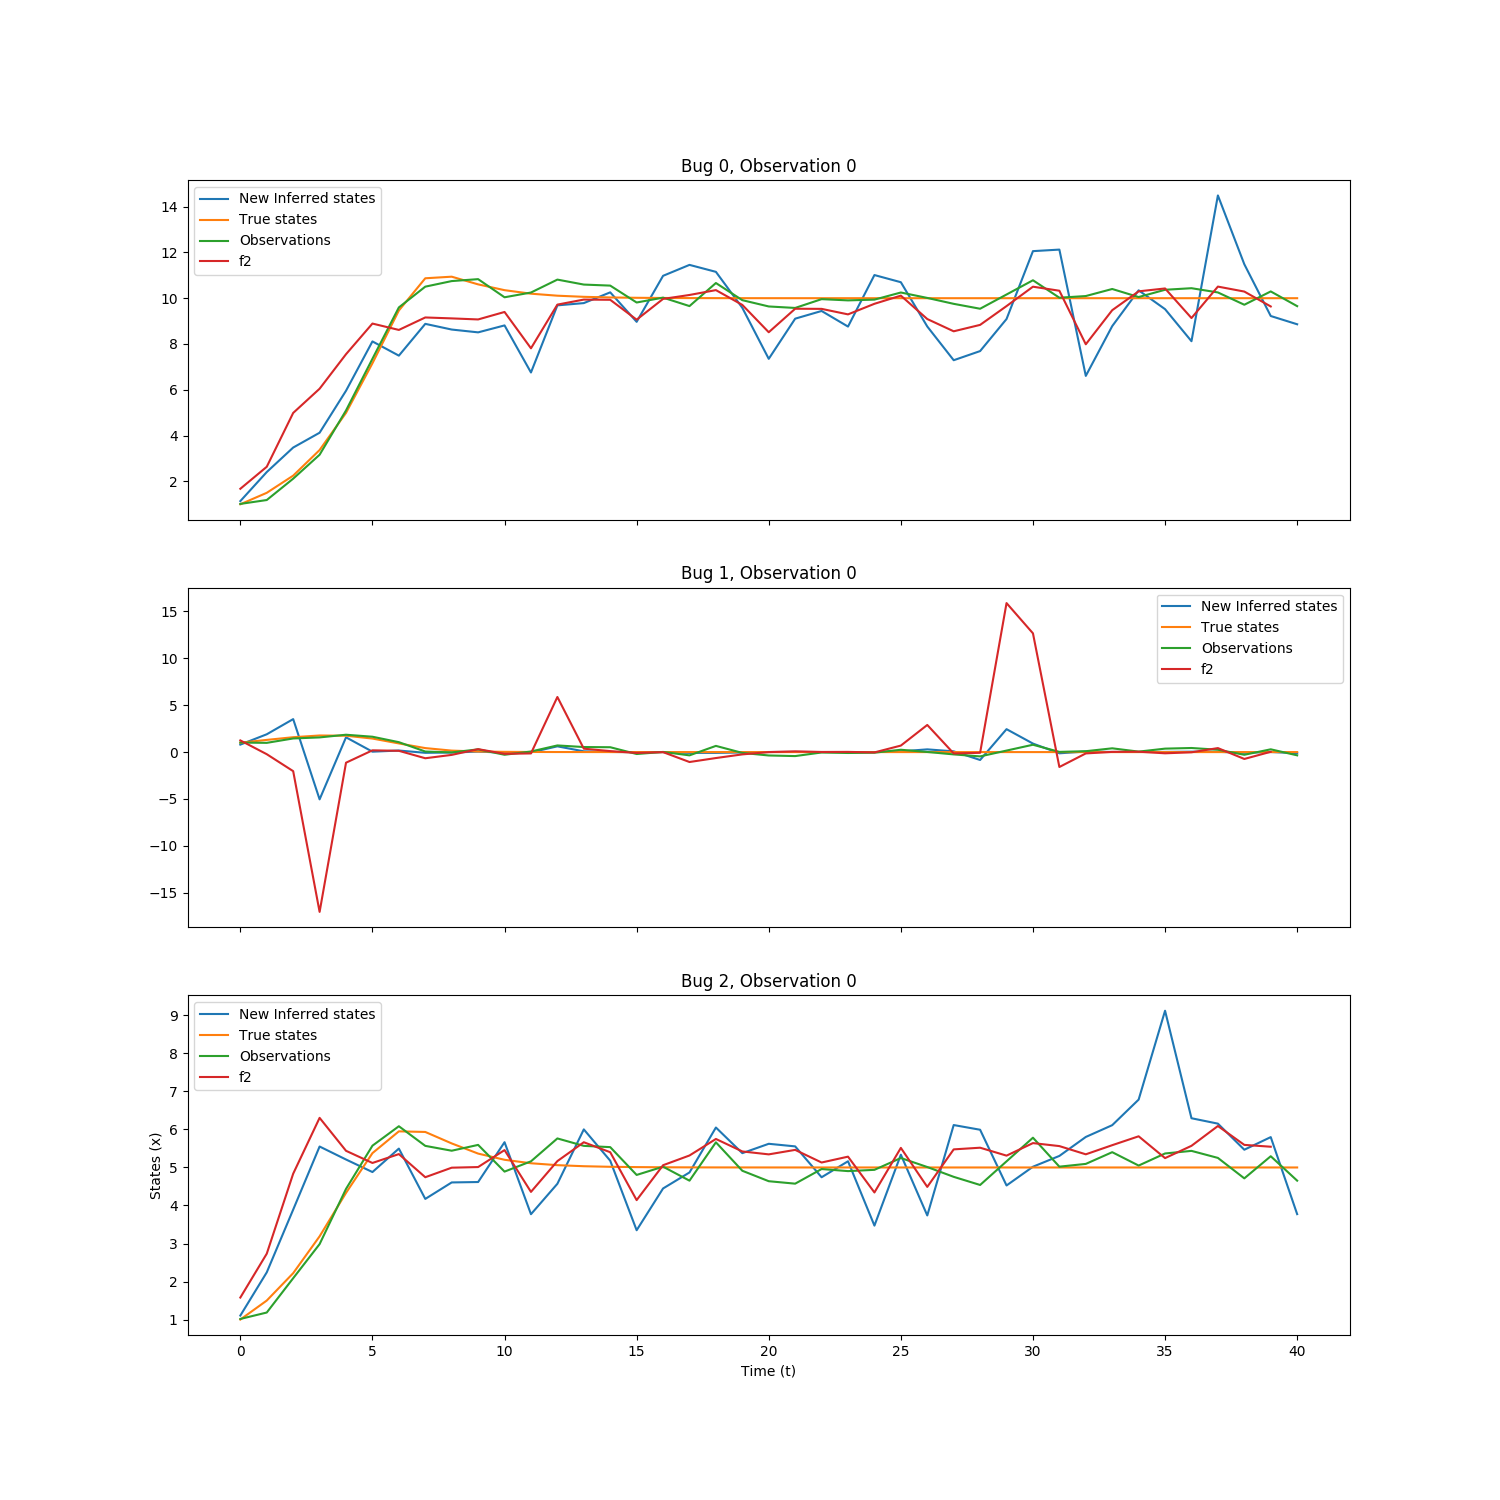 Bug 0, Observation 0
New Inferred states
True states
Observations
f2
14
12
10
8
6
4
2
Bug 1, Observation 0
New Inferred states
True states
Observations
f2
15
10
5
0
−5
−10
−15
Bug 2, Observation 0
New Inferred states
True states
Observations
f2
9
8
7
6
5
4
3
2
1
States (x)
0 5 10 15 20 25 30 35 40
Time (t)